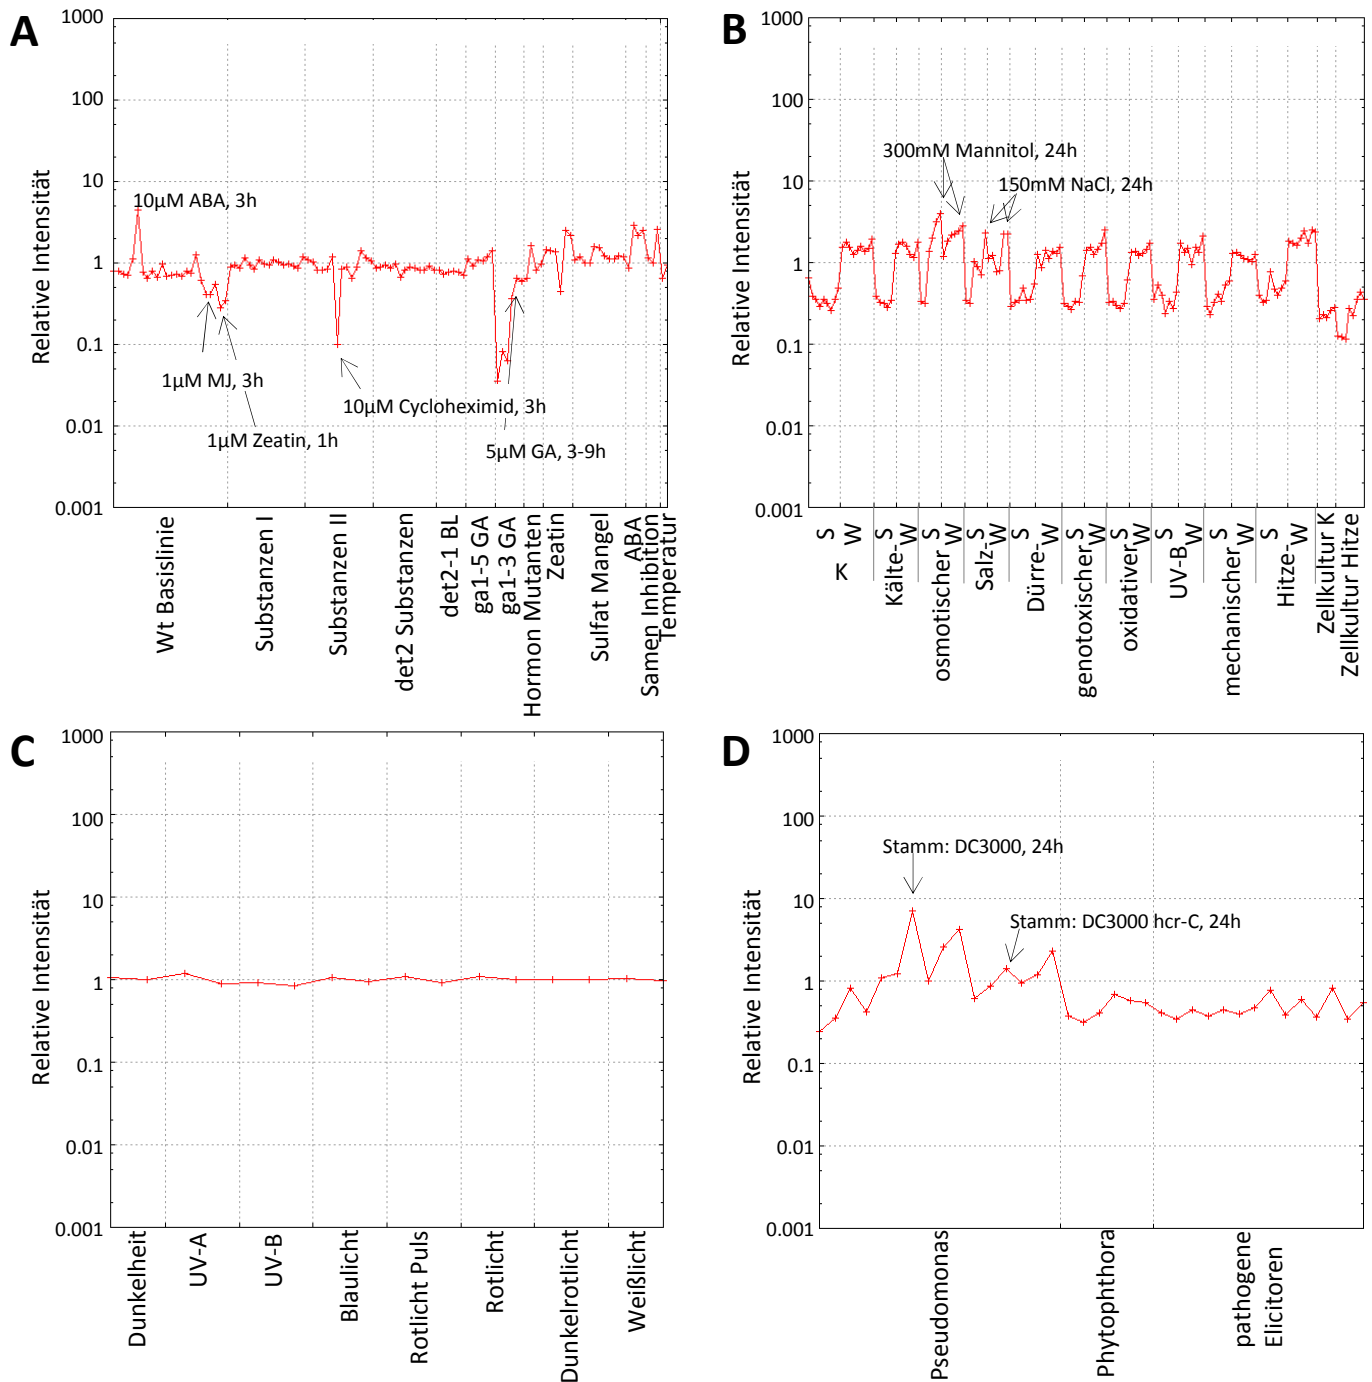 A
Relative Intensität
1000
100
10
1
0.1
0.01
0.001
10µM ABA, 3h
1µM MJ, 3h
1µM Zeatin, 1h
10µM Cycloheximid, 3h
5µM GA, 3-9h
Wt Basislinie
Substanzen I
Substanzen II
det2 Substanzen
det2-1 BL
ga1-5 GA
ga1-3 GA
Hormon Mutanten
Zeatin
Sulfat Mangel
ABA
Samen Inhibition
Temperatur
B
Relative Intensität
1000
100
10
1
0.1
0.01
0.001
300mM Mannitol, 24h
150mM NaCl, 24h
S W
K
S W
Kälte-
S W
osmotischer
S W
Salz-
S W
Dürre-
S W
genotoxischer
S W
oxidativer
S W
UV-B
S W
mechanischer
S W
Hitze-
Zellkultur K
Zellkultur Hitze
C
Relative Intensität
1000
100
10
1
0.1
0.01
0.001
Dunkelheit
UV-A
UV-B
Blaulicht
Rotlicht Puls
Rotlicht
Dunkelrotlicht
Weißlicht
D
Relative Intensität
1000
100
10
1
0.1
0.01
0.001
Stamm: DC3000, 24h
Stamm: DC3000 hcr-C, 24h
Pseudomonas
Phytophthora
pathogene
Elicitoren